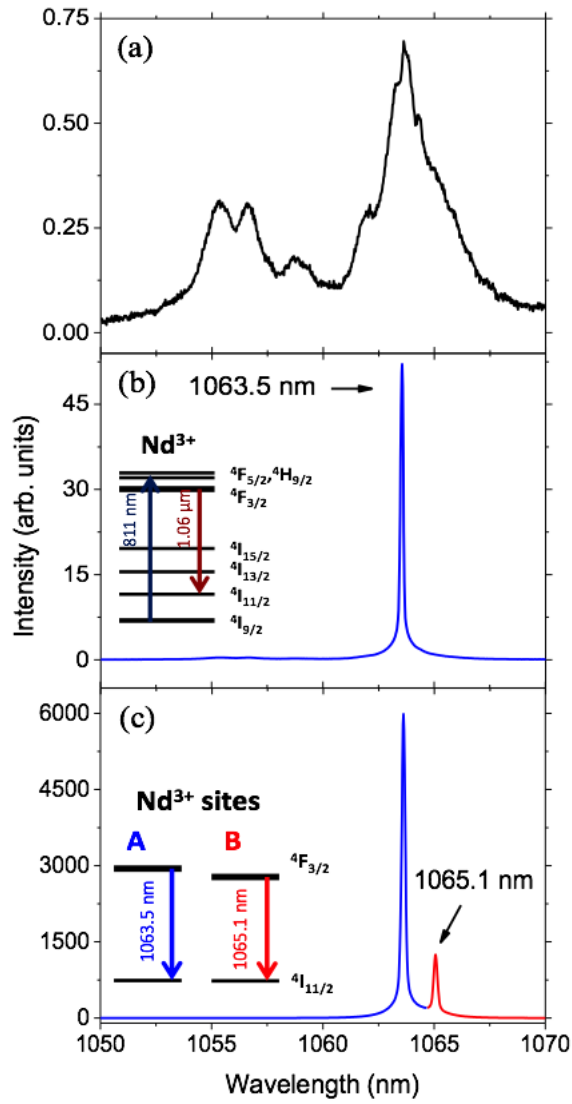 (a)
0.75
0.50
0.25
0.00
(b)
1063.5 nm
45
30
15
0
Nd³⁺
⁴F₅/₂,⁴H₉/₂
⁴F₃/₂
811 nm
1.06 µm
⁴I₁₅/₂
⁴I₁₃/₂
⁴I₁₁/₂
⁴I₉/₂
Intensity (arb. units)
(c)
6000
4500
3000
1500
0
Nd³⁺ sites
A
B
⁴F₃/₂
1063.5 nm
1065.1 nm
1065.1 nm
⁴I₁₁/₂
1050
1055
1060
1065
1070
Wavelength (nm)